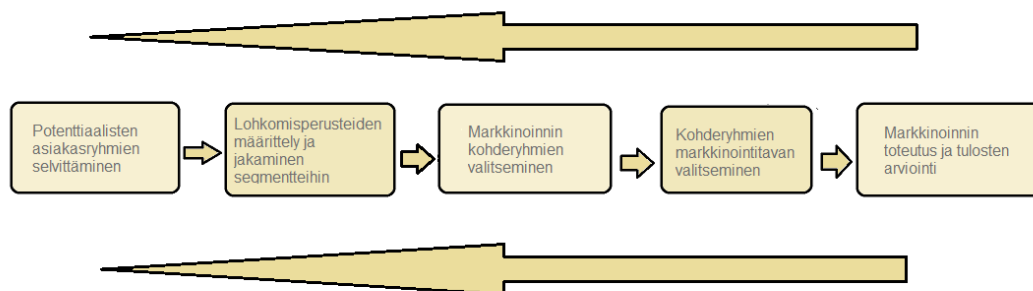 Potenttiaalisten
asiakasryhmien
selvittäminen
Lohkomisperusteiden
määrittely ja
jakaminen
segmentteihin
Markkinoinnin
kohderyhmien
valitseminen
Kohderyhmien
markkinointitavan
valitseminen
Markkinoinnin
toteutus ja tulosten
arviointi